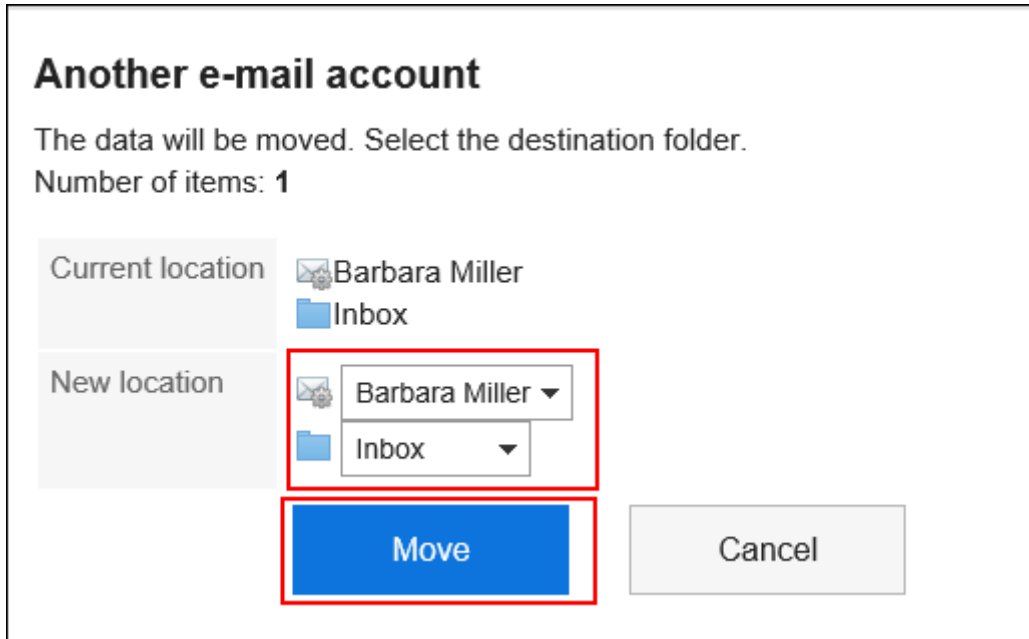 Another e-mail account
The data will be moved. Select the destination folder.
Number of items: 1
Current location
Barbara Miller
Inbox
New location
Barbara Miller
Inbox
Move
Cancel